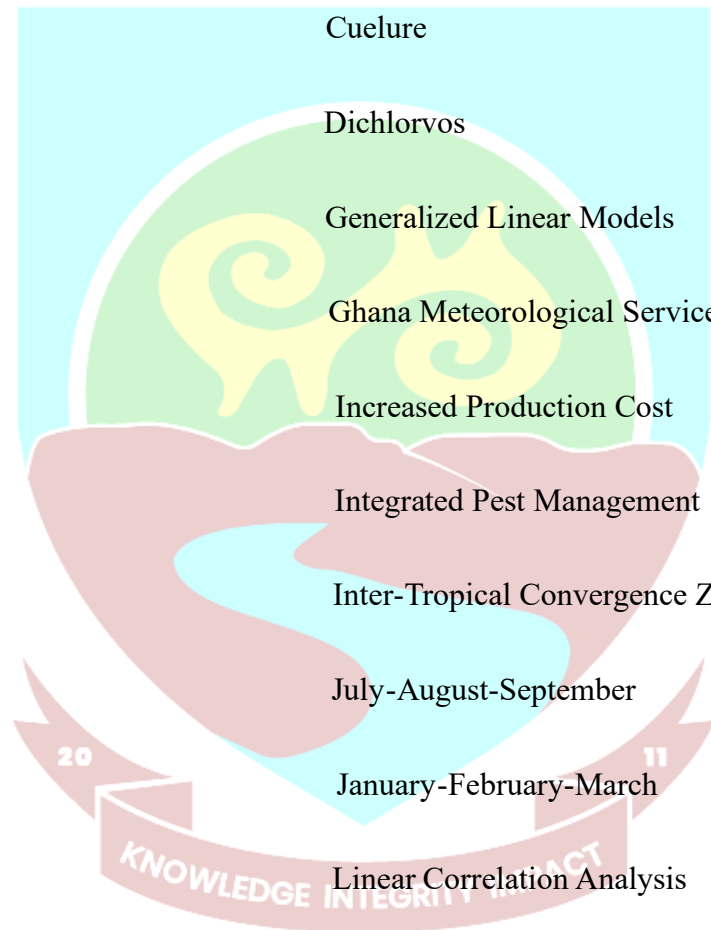 Cuelure
Dichlorvos
Generalized Linear Models
Ghana Meteorological Service
Increased Production Cost
Integrated Pest Management
Inter-Tropical Convergence Z
July-August-September
20 11
January-February-March
KNOWLEDGE INTEGRITY IMPACT
Linear Correlation Analysis